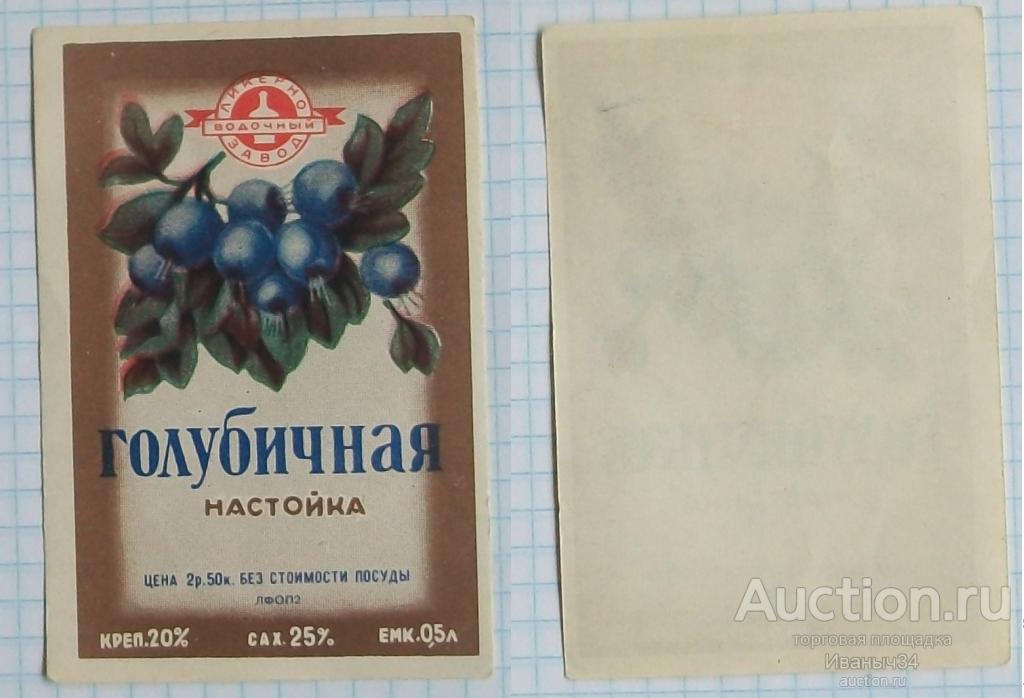 ЛИКЕРНО
ВОДОЧНЫЙ
ЗАВОД
голубичная
НАСТОЙКА
ЦЕНА 2р.50к. БЕЗ СТОИМОСТИ ПОСУДЫ
ЛФОП2
КРЕП.20% САХ. 25% ЕМК.0,5л
Auction.ru
торговая площадка
Иваныч34
auction.ru